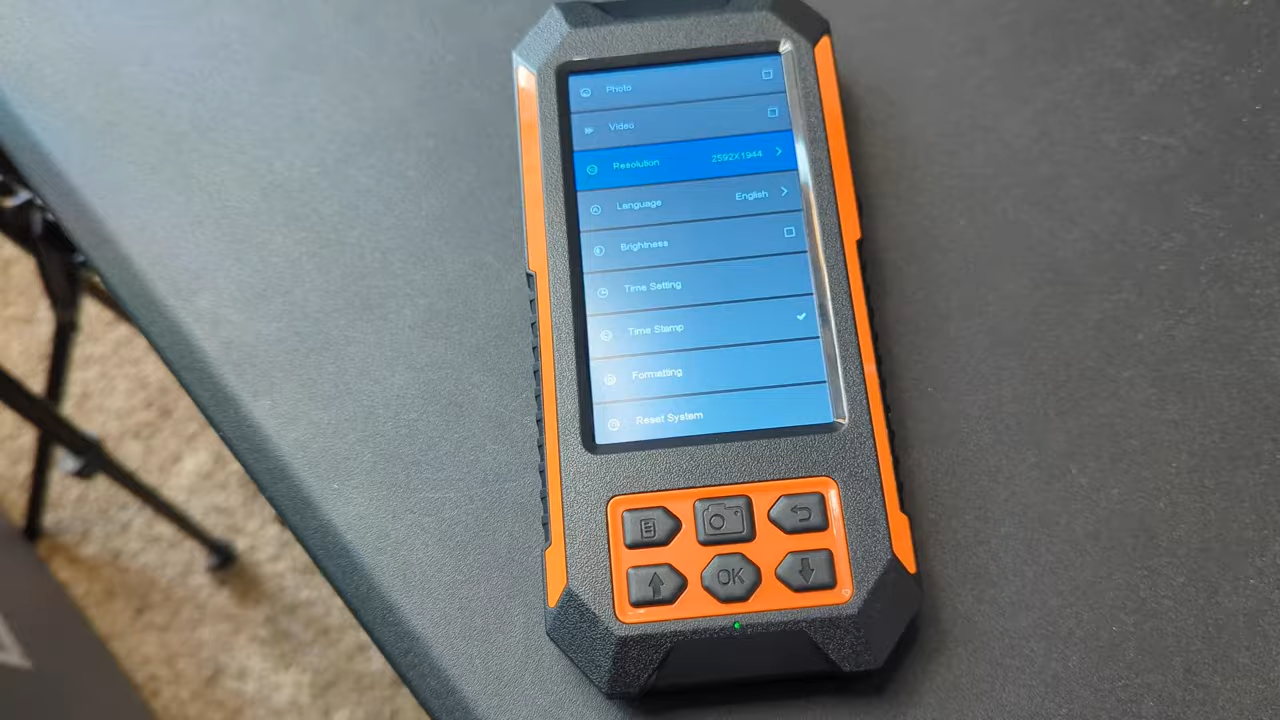 Photo
Video
Resolution 2592X1944
Language English
Brightness
Time Setting
Time Stamp
Formatting
Reset System
OK